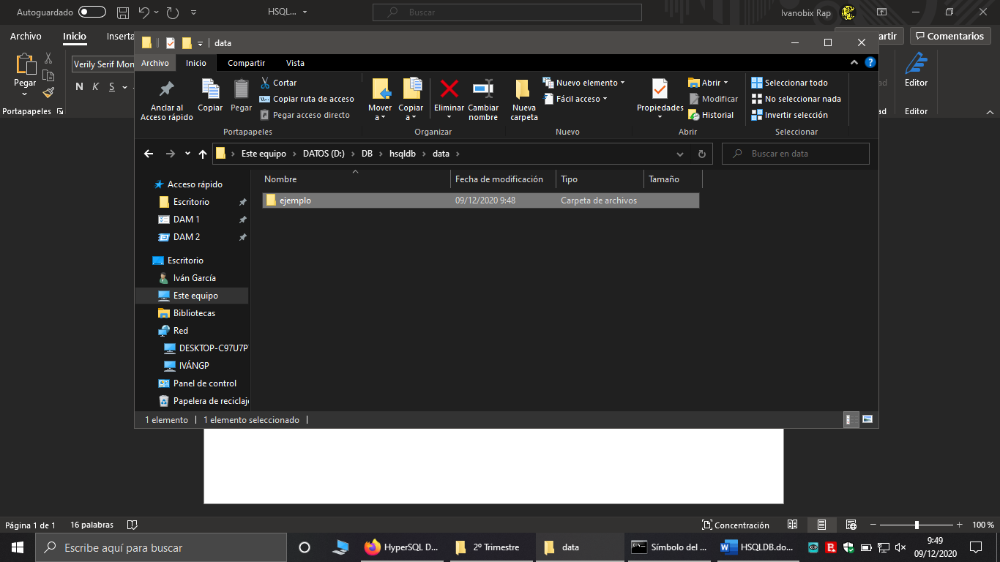 Autoguardado
HSQL...
Buscar
Ivanobix Rap
Archivo
Inicio
Inserta
rtir
Comentarios
Verily Serif Mon
Pegar
N K S
Portapapeles
Editor
ad
Editor
data
Archivo
Inicio
Compartir
Vista
Anclar al
Acceso rápido
Copiar
Pegar
Cortar
Copiar ruta de acceso
Pegar acceso directo
Portapapeles
Mover
a
Copiar
a
Eliminar
Cambiar
nombre
Organizar
Nueva
carpeta
Nuevo elemento
Fácil acceso
Nuevo
Propiedades
Abrir
Modificar
Historial
Abrir
Seleccionar todo
No seleccionar nada
Invertir selección
Seleccionar
Este equipo > DATOS (D:) > DB > hsqldb > data >
Buscar en data
Nombre
Fecha de modificación
Tipo
Tamaño
ejemplo
09/12/2020 9:48
Carpeta de archivos
Acceso rápido
Escritorio
DAM 1
DAM 2
Escritorio
Iván García
Este equipo
Bibliotecas
Red
DESKTOP-C97U7P
IVÁNGP
Panel de control
Papelera de reciclaj
1 elemento
1 elemento seleccionado
Página 1 de 1
16 palabras
Concentración
100 %
Escribe aquí para buscar
HyperSQL D...
2º Trimestre
data
Símbolo del ...
HSQLDB.do...
9:49
09/12/2020